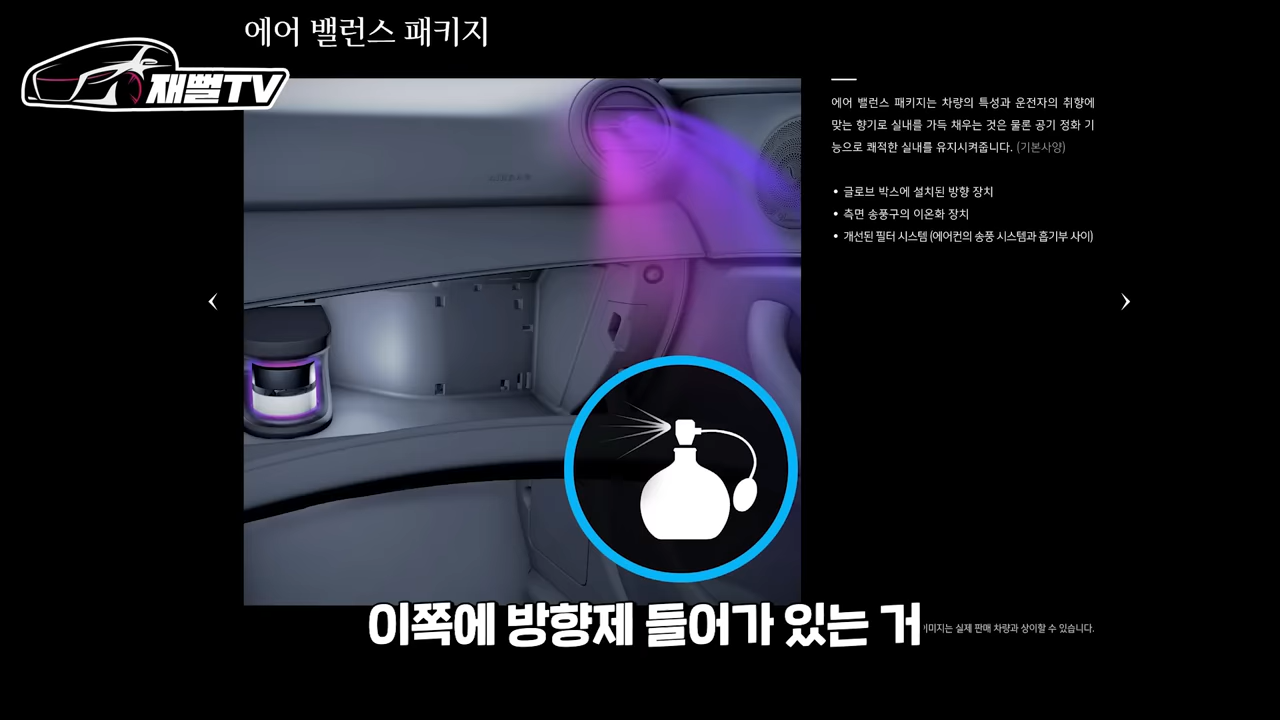 에어 밸런스 패키지
재뻘TV
에어 밸런스 패키지는 차량의 특성과 운전자의 취향에
맞는 향기로 실내를 가득 채우는 것은 물론 공기 정화 기
능으로 쾌적한 실내를 유지시켜줍니다. (기본사양)
• 글로브 박스에 설치된 방향 장치
• 측면 송풍구의 이온화 장치
• 개선된 필터 시스템 (에어컨의 송풍 시스템과 흡기부 사이)
이쪽에 방향제 들어가 있는 거
이미지는 실제 판매 차량과 상이할 수 있습니다.